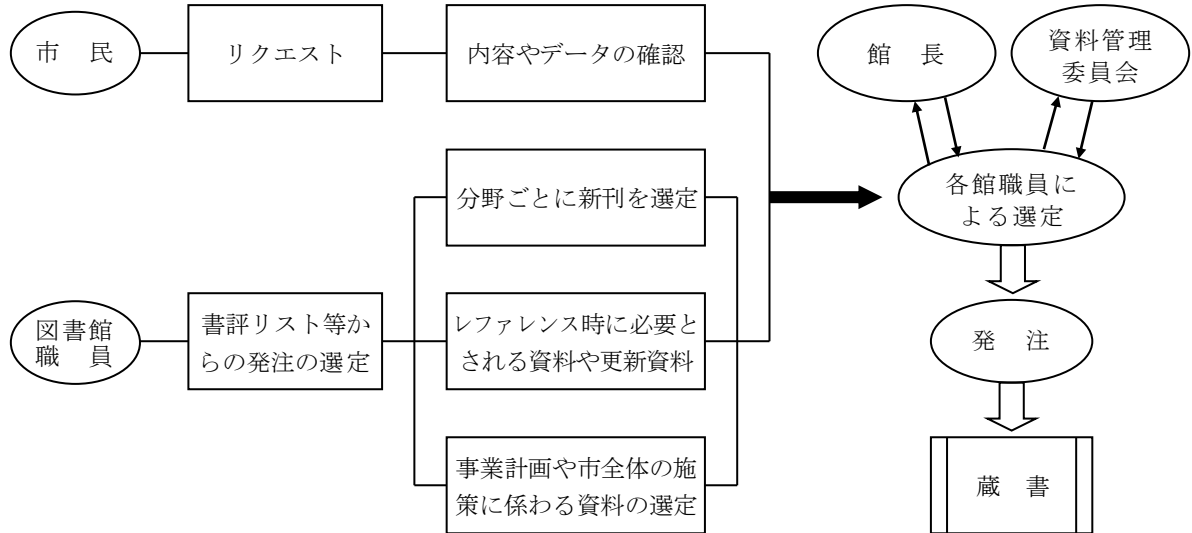 市　民
リクエスト
内容やデータの確認
館　長
資料管理
委員会
分野ごとに新刊を選定
各館職員に
よる選定
図書館
職　員
書評リスト等か
らの発注の選定
レファレンス時に必要と
される資料や更新資料
発　注
事業計画や市全体の施
策に係わる資料の選定
蔵　書